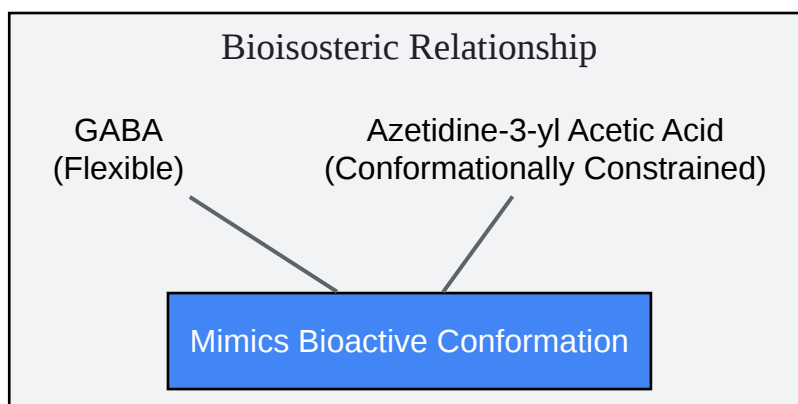 Bioisosteric Relationship
GABA
(Flexible)
Azetidine-3-yl Acetic Acid
(Conformationally Constrained)
Mimics Bioactive Conformation